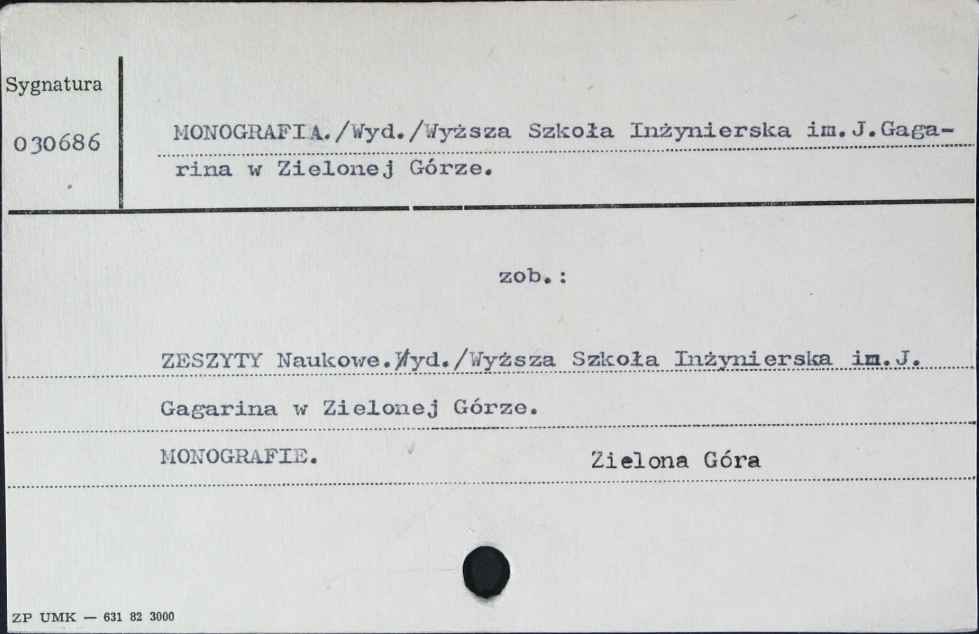 Sygnatura
030686
MONOGRAFIA./Wyd./Wyższa Szkoła Inżynierska im.J.Gaga-
rina w Zielonej Górze.
zob.:
ZESZYTY Naukowe./Wyd./Wyższa Szkoła Inżynierska im.J.
Gagarina w Zielonej Górze.
MONOGRAFIE. Zielona Góra
ZP UMK — 631 82 3000